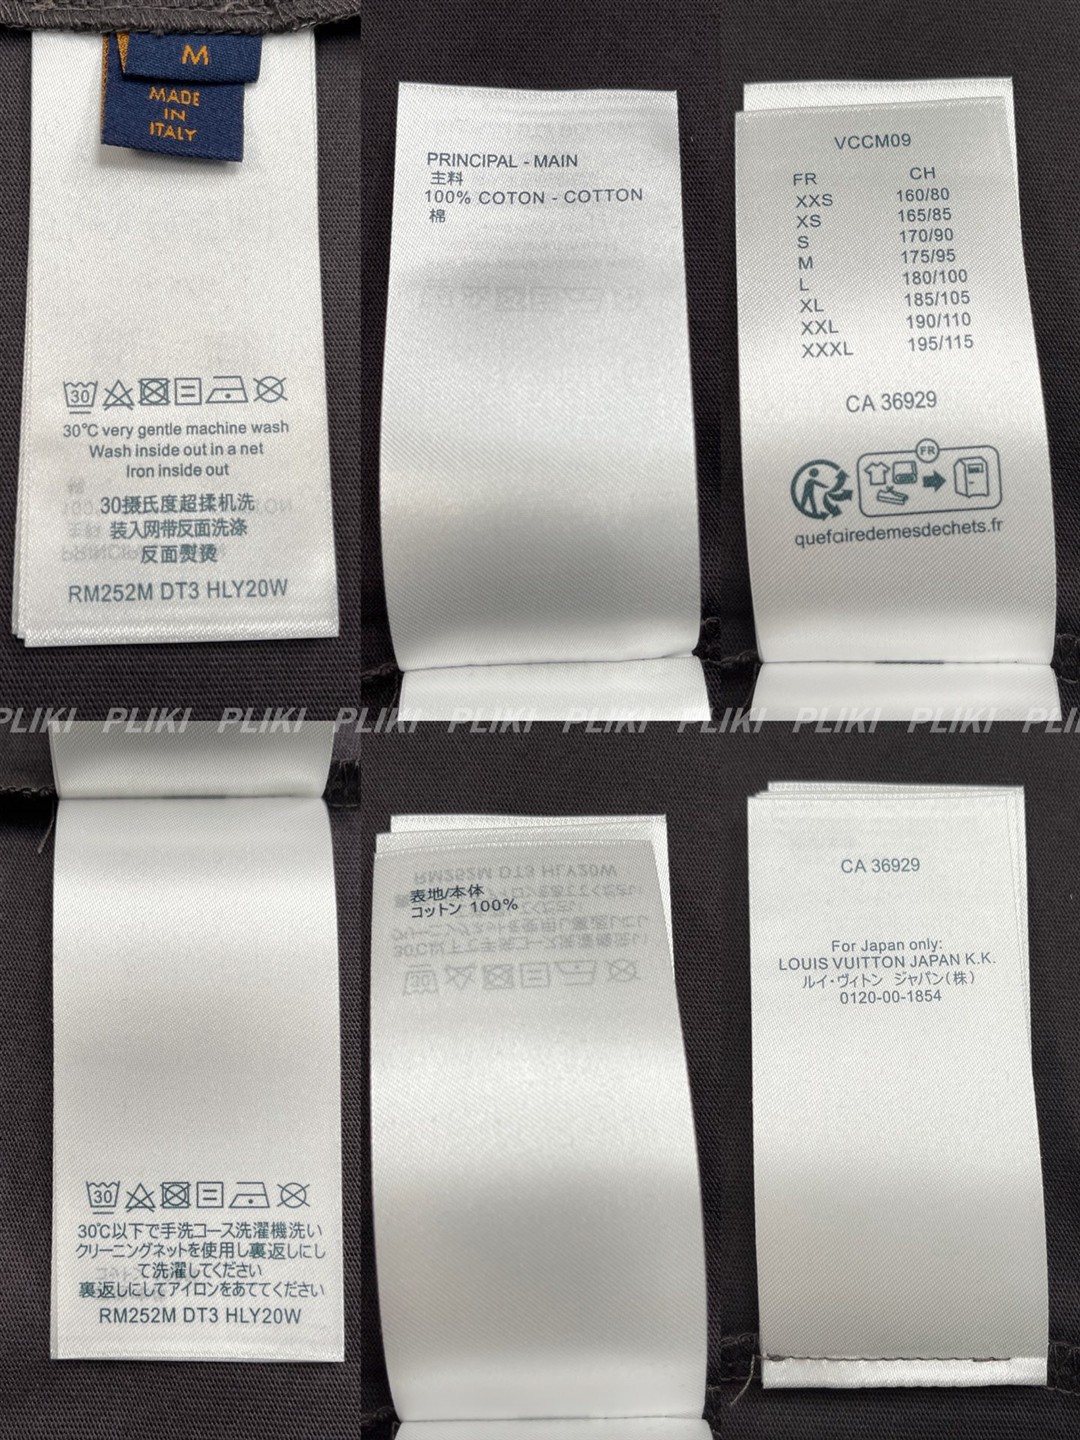 M
MADE
IN
ITALY
30
30°C very gentle machine wash
Wash inside out in a net
Iron inside out
30摄氏度超揉机洗
装入网带反面洗涤
反面熨烫
RM252M DT3 HLY20W
PRINCIPAL - MAIN
主料
100% COTON - COTTON
棉
VCCM09
FR CH
XXS 160/80
XS 165/85
S 170/90
M 175/95
L 180/100
XL 185/105
XXL 190/110
XXXL 195/115
CA 36929
FR
quefairedemesdechets.fr
PLIKI PLIKI PLIKI PLIKI PLIKI PLIKI PLIKI PLIKI PLIKI PLI
30
30℃以下で手洗コース洗濯機洗い
クリーニングネットを使用し裏返しにし
て洗濯してください
裏返しにしてアイロンをあててください
RM252M DT3 HLY20W
表地/本体
コットン 100%
CA 36929
For Japan only:
LOUIS VUITTON JAPAN K.K.
ルイ・ヴィトン ジャパン(株)
0120-00-1854